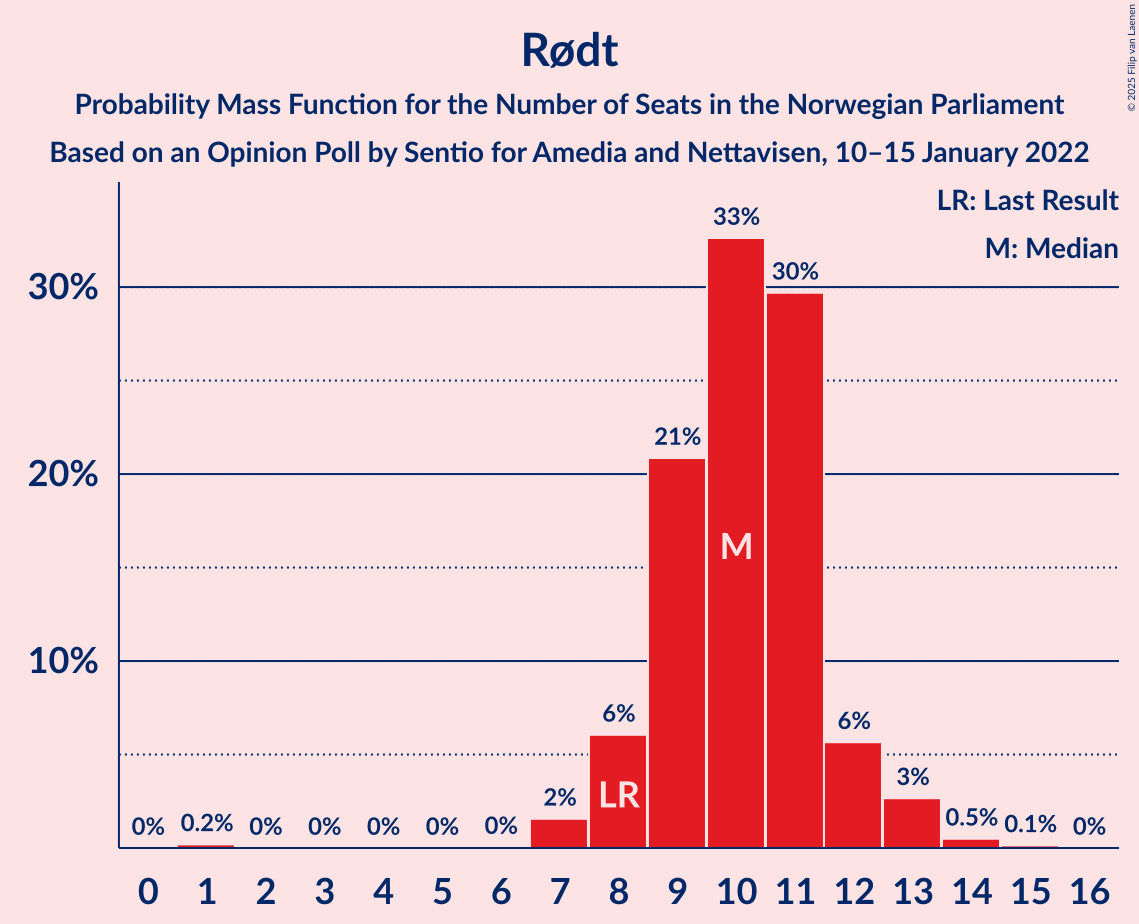 Rødt
Probability Mass Function for the Number of Seats in the Norwegian Parliament
Based on an Opinion Poll by Sentio for Amedia and Nettavisen, 10–15 January 2022
© 2025 Filip van Laenen
LR: Last Result
M: Median
33%
30%
30%
21%
20%
M
10%
6%
6%
LR
3%
2%
0%
0.2%
0%
0%
0%
0%
0%
0.5%
0.1%
0%
0 1 2 3 4 5 6 7 8 9 10 11 12 13 14 15 16